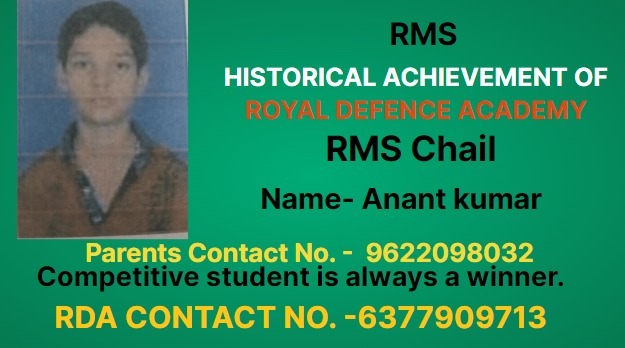 RMS
HISTORICAL ACHIEVEMENT OF
ROYAL DEFENCE ACADEMY
RMS Chail
Name- Anant kumar
Parents Contact No. - 9622098032
Competitive student is always a winner.
RDA CONTACT NO. -6377909713